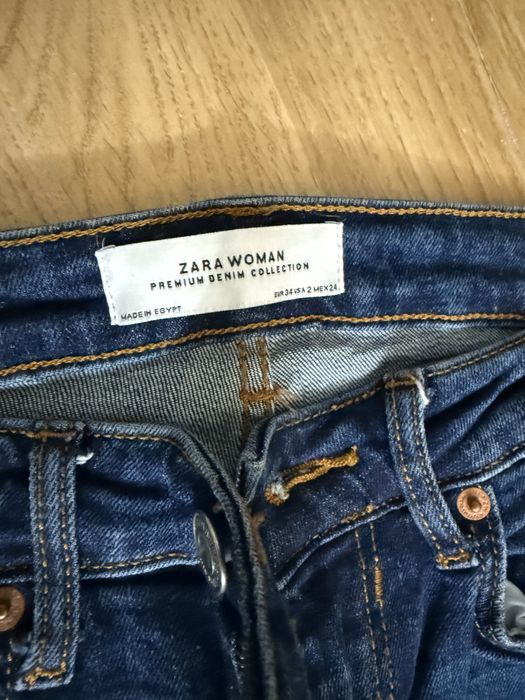 ZARA WOMAN
PREMIUM DENIM COLLECTION
EUR 34 USA 2 MEX 24
MADE IN EGYPT